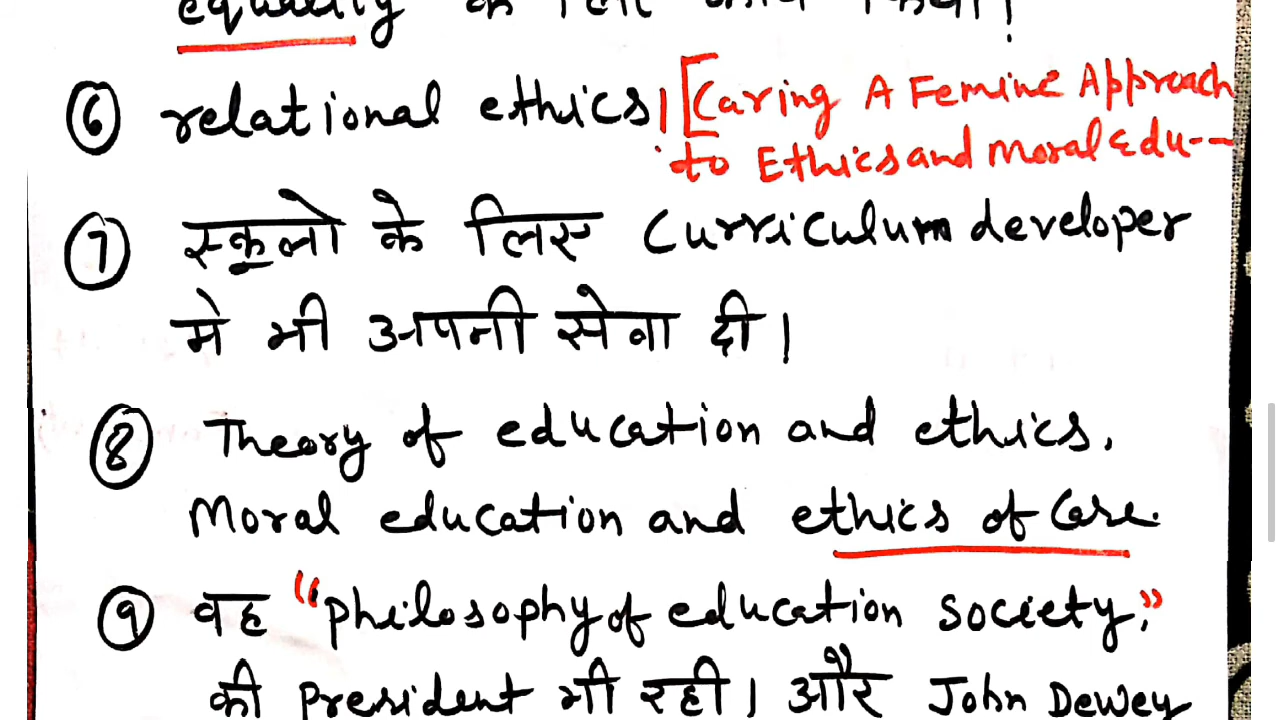 equality के लिए कार्य किया।
⑥ relational ethics। [Caring A Femine Approach
to Ethics and Moral Edu--
⑦ स्कूलो के लिए Curriculum developer
मे भी अपनी सेवा दी।
⑧ Theory of education and ethics.
Moral education and ethics of Care.
⑨ वह "philosophy of education society,"
की president भी रही। और John Dewey